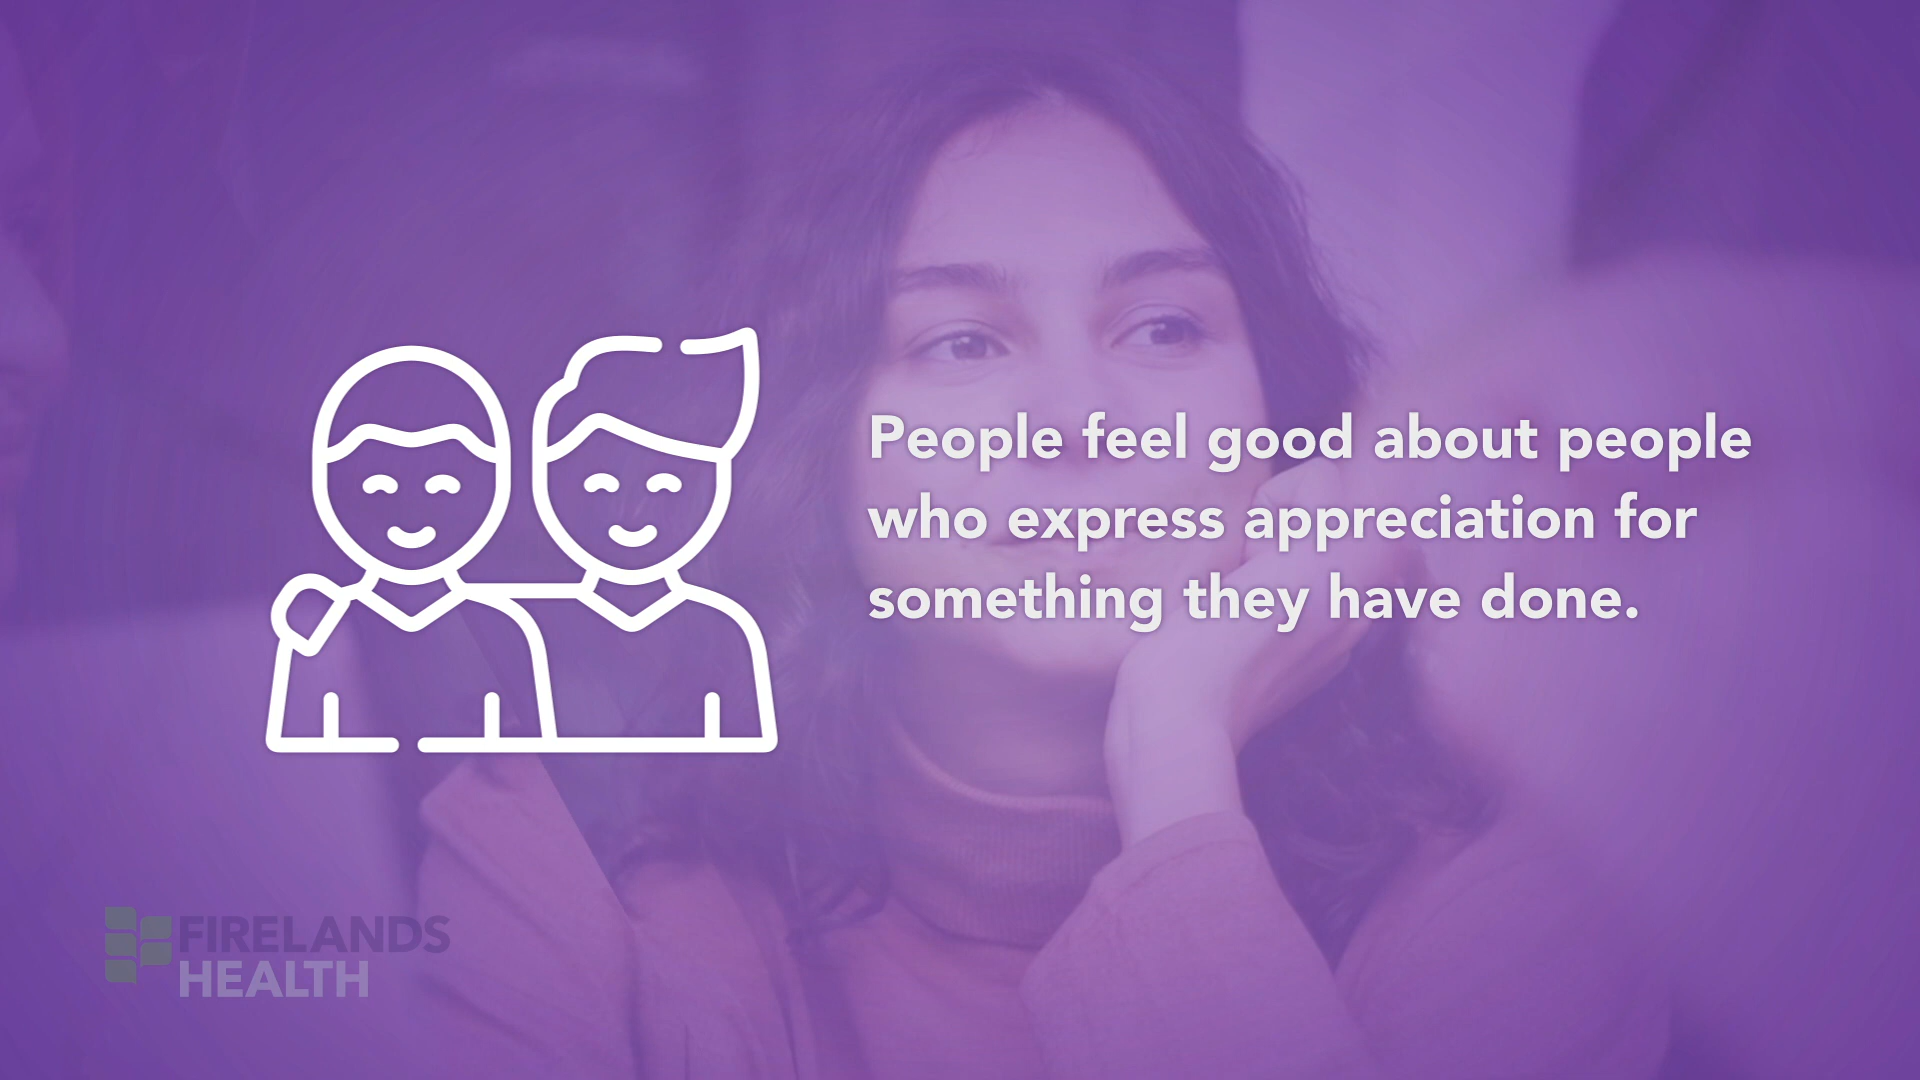 People feel good about people
who express appreciation for
something they have done.
FIRELANDS
HEALTH